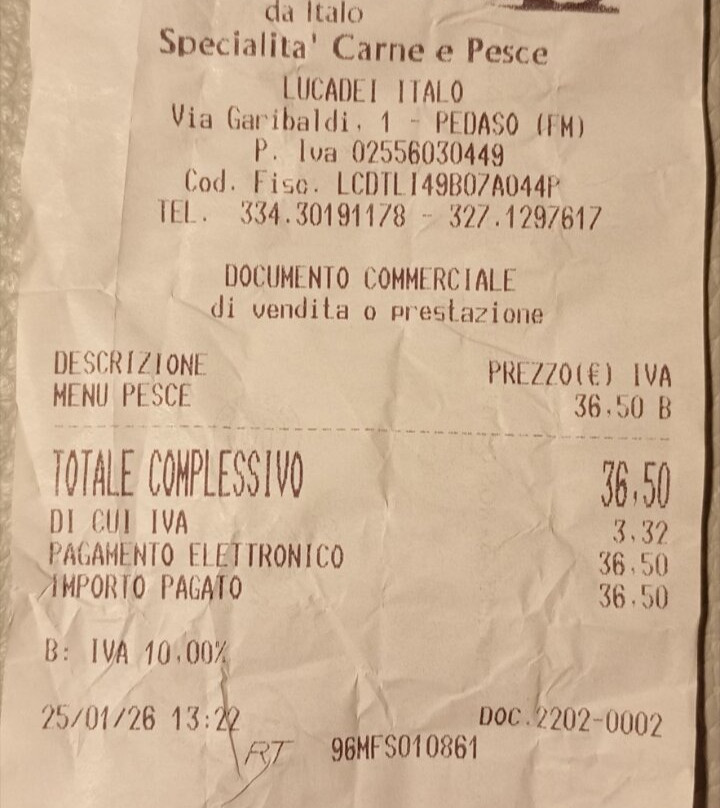 da Italo
Specialita' Carne e Pesce
LUCADEI ITALO
Via Garibaldi, 1 - PEDASO (FM)
P. Iva 02556030449
Cod. Fisc. LCDTLI49B07A044P
TEL. 334.30191178 - 327.1297617
DOCUMENTO COMMERCIALE
di vendita o prestazione
DESCRIZIONE PREZZO(€) IVA
MENU PESCE 36,50 B
TOTALE COMPLESSIVO 36,50
DI CUI IVA 3,32
PAGAMENTO ELETTRONICO 36,50
IMPORTO PAGATO 36,50
B: IVA 10,00%
25/01/26 13:22 DOC.2202-0002
RT 96MFS010861